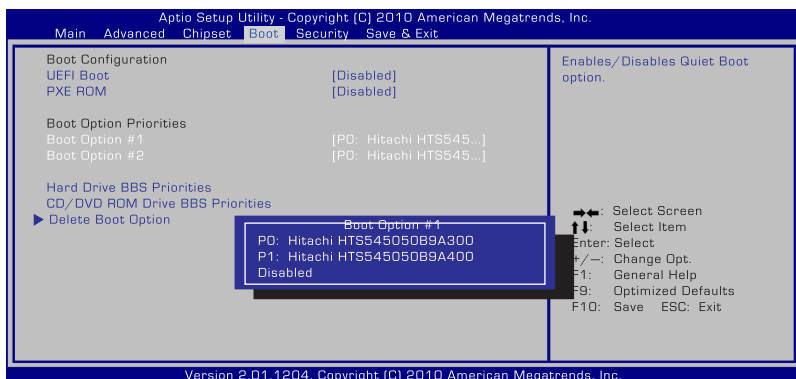 Aptio Setup Utility - Copyright (C) 2010 American Megatrends, Inc.
Main Advanced Chipset Boot Security Save & Exit
Boot Configuration
UEFI Boot [Disabled]
PXE ROM [Disabled]
Boot Option Priorities
Boot Option #1 [P0: Hitachi HTS545...]
Boot Option #2 [P0: Hitachi HTS545...]
Hard Drive BBS Priorities
CD/DVD ROM Drive BBS Priorities
▶ Delete Boot Option
Boot Option #1
P0: Hitachi HTS545050B9A300
P1: Hitachi HTS545050B9A400
Disabled
Enables/Disables Quiet Boot
option.
→←: Select Screen
↑↓: Select Item
Enter: Select
+/—: Change Opt.
F1: General Help
F9: Optimized Defaults
F10: Save ESC: Exit
Version 2.01.1204. Copyright (C) 2010 American Megatrends, Inc.